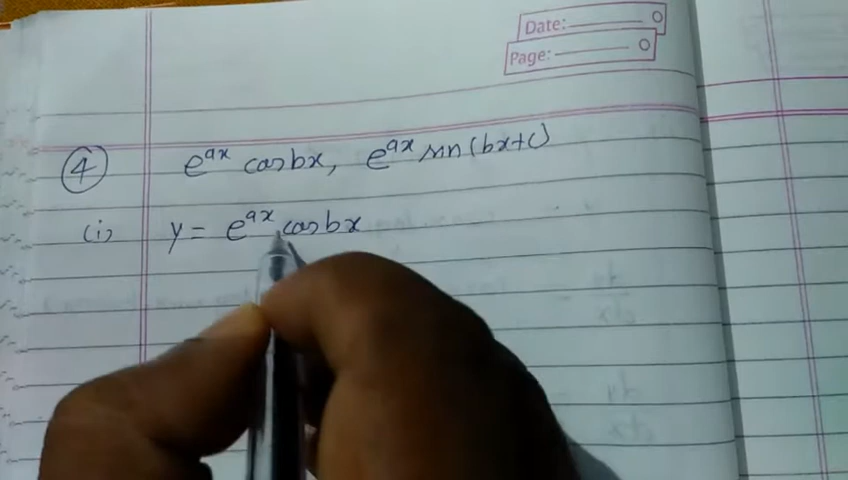 Date:
Page:
④ e^{ax} cosbx, e^{ax} sin(bx+c)
(i) y = e^{ax} cosbx